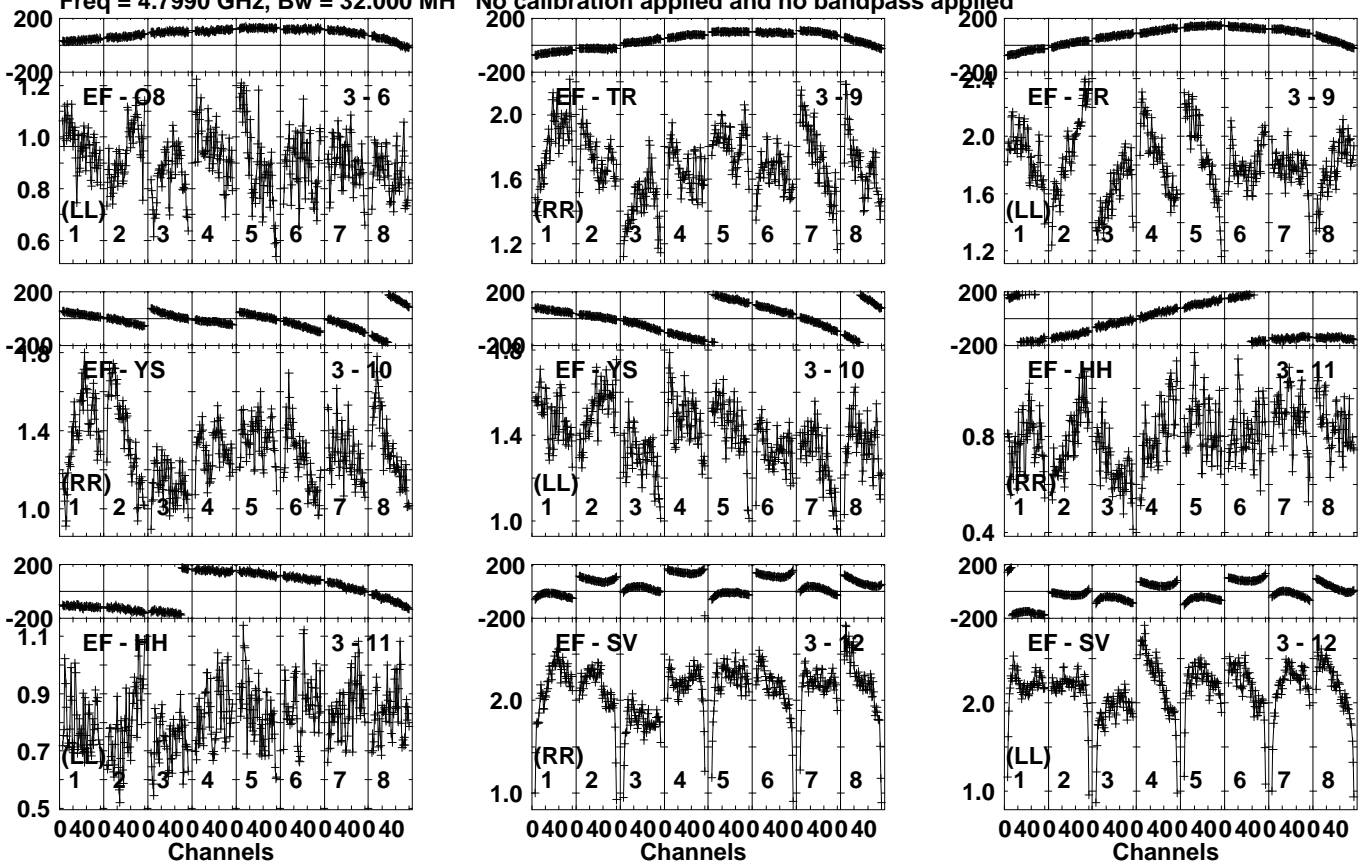 Freq = 4.7990 GHz, Bw = 32.000 MH No calibration applied and no bandpass applied
200 200 200
-200 -200 -200
1.2 EF - O8 3 - 6 EF - TR 3 - 9 2.4 EF - TR 3 - 9
1.0 2.0 2.0
0.8 1.6 1.6
(LL) (RR) (LL)
0.6 1 2 3 4 5 6 7 8 1.2 1 2 3 4 5 6 7 8 1.2 1 2 3 4 5 6 7 8
200 200 200
-200 -200 -200
1.8 EF - YS 3 - 10 1.8 EF - YS 3 - 10 EF - HH 3 - 11
1.4 1.4 0.8
(RR) (LL) (RR)
1.0 1 2 3 4 5 6 7 8 1.0 1 2 3 4 5 6 7 8 0.4 1 2 3 4 5 6 7 8
200 200 200
-200 -200 -200
1.1 EF - HH 3 - 11 EF - SV 3 - 12 EF - SV 3 - 12
0.9 2.0 2.0
0.7
(LL) (RR) (LL)
0.5 1 2 3 4 5 6 7 8 1.0 1 2 3 4 5 6 7 8 1.0 1 2 3 4 5 6 7 8
0 40 0 40 0 40 0 40 0 40 0 40 0 40 0 40 0 40 0 40 0 40 0 40 0 40 0 40 0 40 0 40 0 40 0 40 0 40 0 40 0 40 0 40 0 40 0 40
Channels Channels Channels